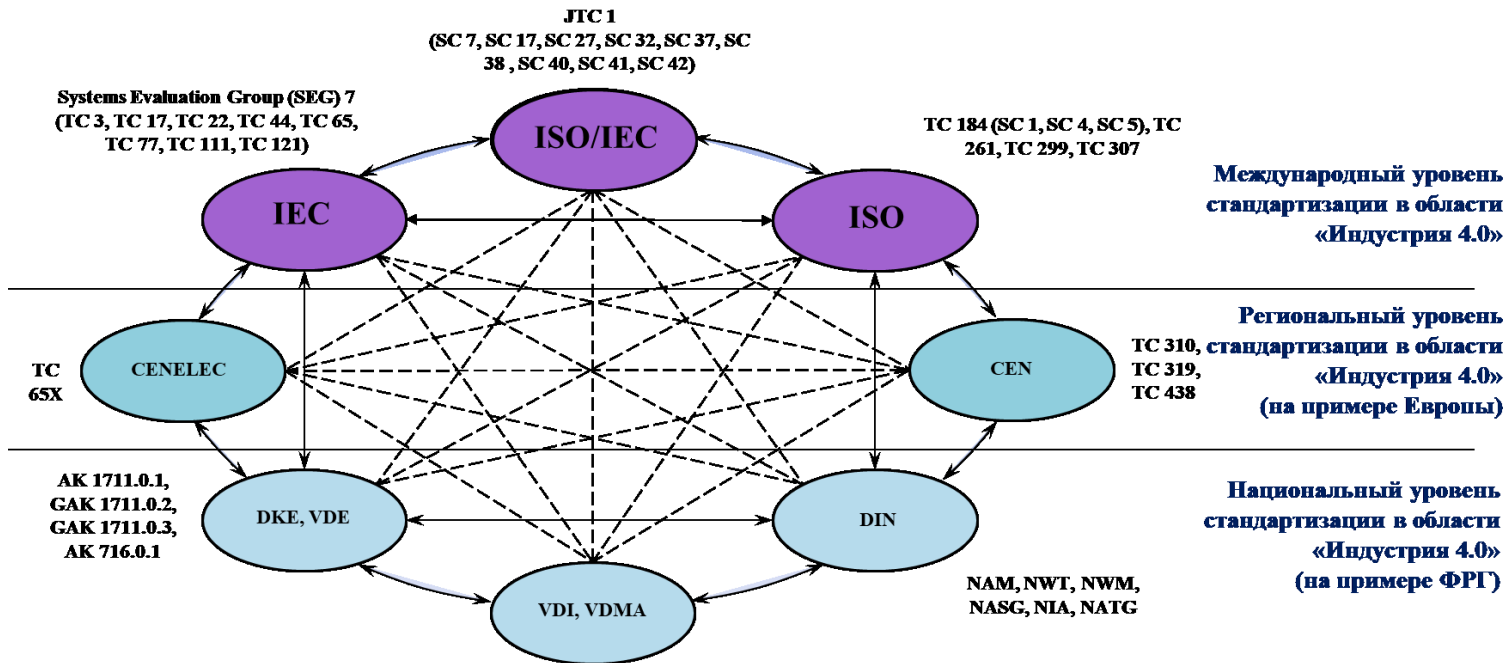 JTC 1
(SC 7, SC 17, SC 27, SC 32, SC 37, SC
38 , SC 40, SC 41, SC 42)
Systems Evaluation Group (SEG) 7
(TC 3, TC 17, TC 22, TC 44, TC 65,
TC 77, TC 111, TC 121)
ISO/IEC
TC 184 (SC 1, SC 4, SC 5), TC
261, TC 299, TC 307
IEC
ISO
Международный уровень
стандартизации в области
«Индустрия 4.0»
TC
65X
CENELEC
CEN
TC 310,
TC 319,
TC 438
Региональный уровень
стандартизации в области
«Индустрия 4.0»
(на примере Европы)
AK 1711.0.1,
GAK 1711.0.2,
GAK 1711.0.3,
AK 716.0.1
DKE, VDE
DIN
Национальный уровень
стандартизации в области
«Индустрия 4.0»
(на примере ФРГ)
VDI, VDMA
NAM, NWT, NWM,
NASG, NIA, NATG